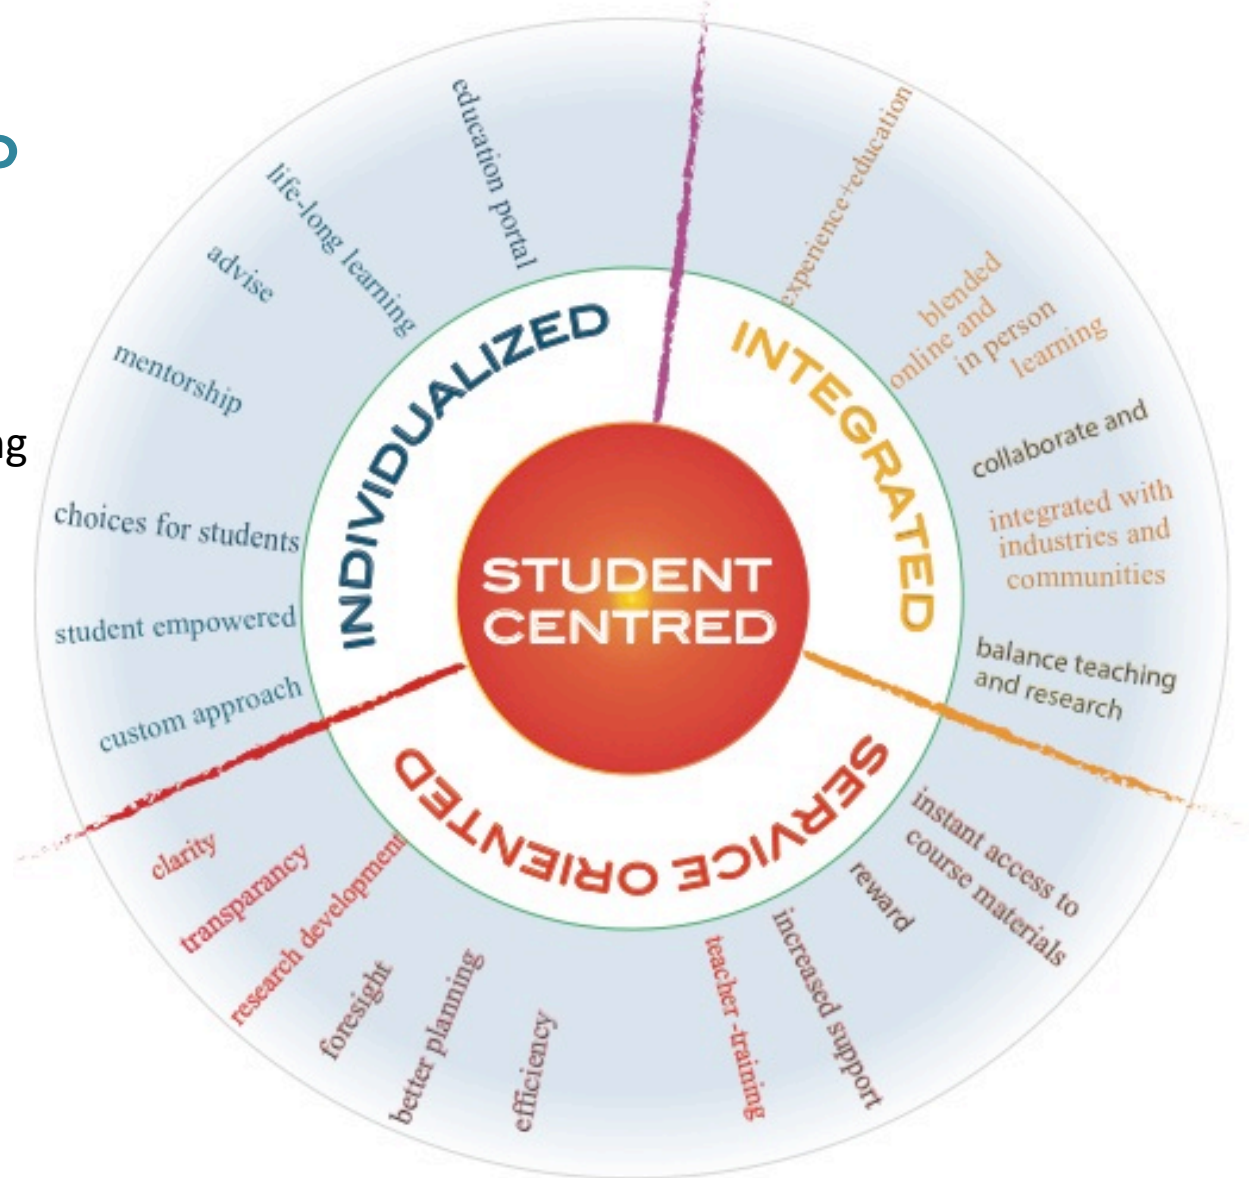 STUDENT
CENTRED
INDIVIDUALIZED
education portal
life-long learning
advise
mentorship
choices for students
student empowered
custom approach
INTEGRATED
experience+education
blended
online and
in person
learning
collaborate and
integrated with
industries and
communities
balance teaching
and research
SERVICE ORIENTED
instant access to
course materials
reward
increased support
teacher -training
efficiency
better planning
foresight
research development
transparancy
clarity